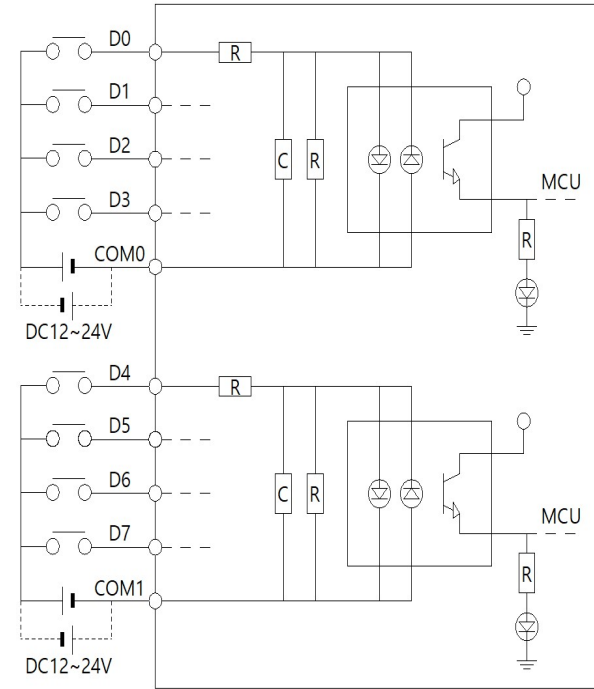 D0
R
D1
D2
C R
D3
MCU
R
COM0
DC12~24V
D4
R
D5
D6
C R
D7
MCU
R
COM1
DC12~24V